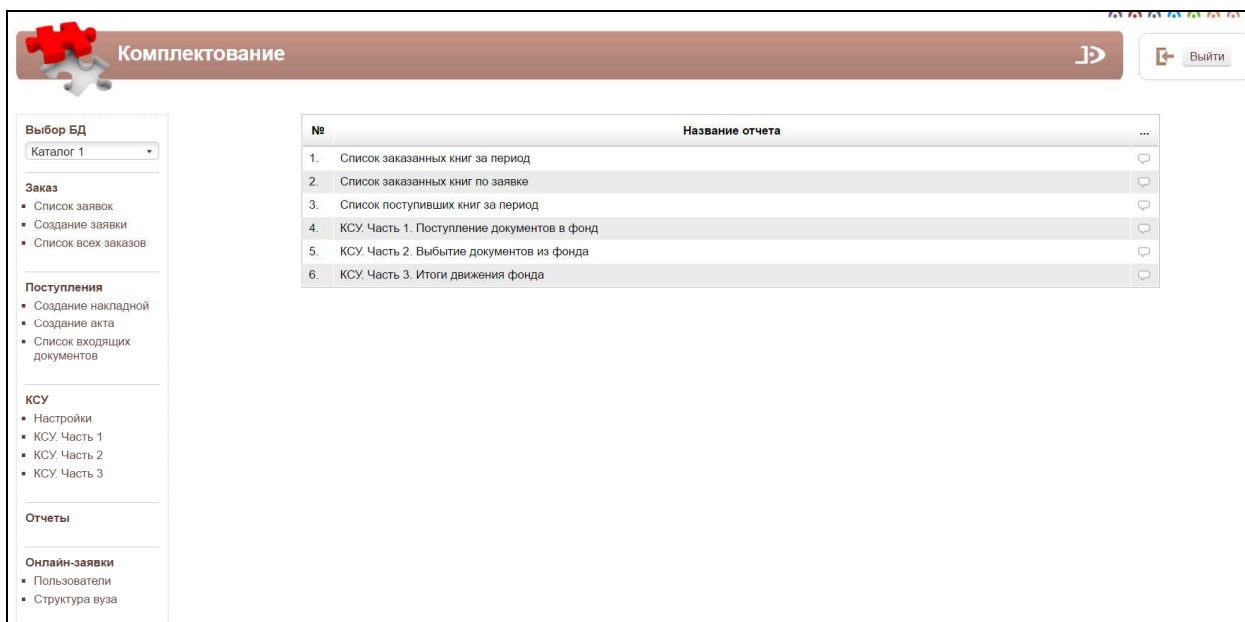 Комплектование
Выйти
Выбор БД
Каталог 1
Заказ
Список заявок
Создание заявки
Список всех заказов
Поступления
Создание накладной
Создание акта
Список входящих
документов
КСУ
Настройки
КСУ. Часть 1
КСУ. Часть 2
КСУ. Часть 3
Отчеты
Онлайн-заявки
Пользователи
Структура вуза
№ Название отчета ...
1. Список заказанных книг за период
2. Список заказанных книг по заявке
3. Список поступивших книг за период
4. КСУ. Часть 1. Поступление документов в фонд
5. КСУ. Часть 2. Выбытие документов из фонда
6. КСУ. Часть 3. Итоги движения фонда